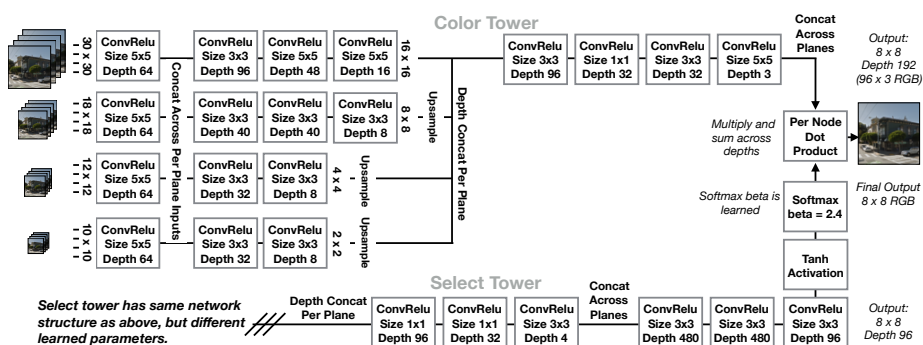 Color Tower
30 x 30
ConvRelu
Size 5x5
Depth 64
Concat Across
Per Plane Inputs
ConvRelu
Size 3x3
Depth 96
ConvRelu
Size 5x5
Depth 48
ConvRelu
Size 5x5
Depth 16
16 x 16
18 x 18
ConvRelu
Size 5x5
Depth 64
ConvRelu
Size 3x3
Depth 40
ConvRelu
Size 3x3
Depth 40
ConvRelu
Size 3x3
Depth 8
8 x 8
Upsample
12 x 12
ConvRelu
Size 5x5
Depth 64
ConvRelu
Size 3x3
Depth 32
ConvRelu
Size 3x3
Depth 8
4 x 4
Upsample
10 x 10
ConvRelu
Size 5x5
Depth 64
ConvRelu
Size 3x3
Depth 32
ConvRelu
Size 3x3
Depth 8
2 x 2
Upsample
Depth Concat Per Plane
ConvRelu
Size 3x3
Depth 96
ConvRelu
Size 1x1
Depth 32
ConvRelu
Size 3x3
Depth 32
ConvRelu
Size 5x5
Depth 3
Concat
Across
Planes
Output:
8 x 8
Depth 192
(96 x 3 RGB)
Multiply and
sum across
depths
Per Node
Dot
Product
Final Output
8 x 8 RGB
Softmax beta is
learned
Softmax
beta = 2.4
Tanh
Activation
Select Tower
Select tower has same network
structure as above, but different
learned parameters.
Depth Concat
Per Plane
ConvRelu
Size 1x1
Depth 96
ConvRelu
Size 1x1
Depth 32
ConvRelu
Size 3x3
Depth 4
Concat
Across
Planes
ConvRelu
Size 3x3
Depth 480
ConvRelu
Size 3x3
Depth 480
ConvRelu
Size 3x3
Depth 96
Output:
8 x 8
Depth 96